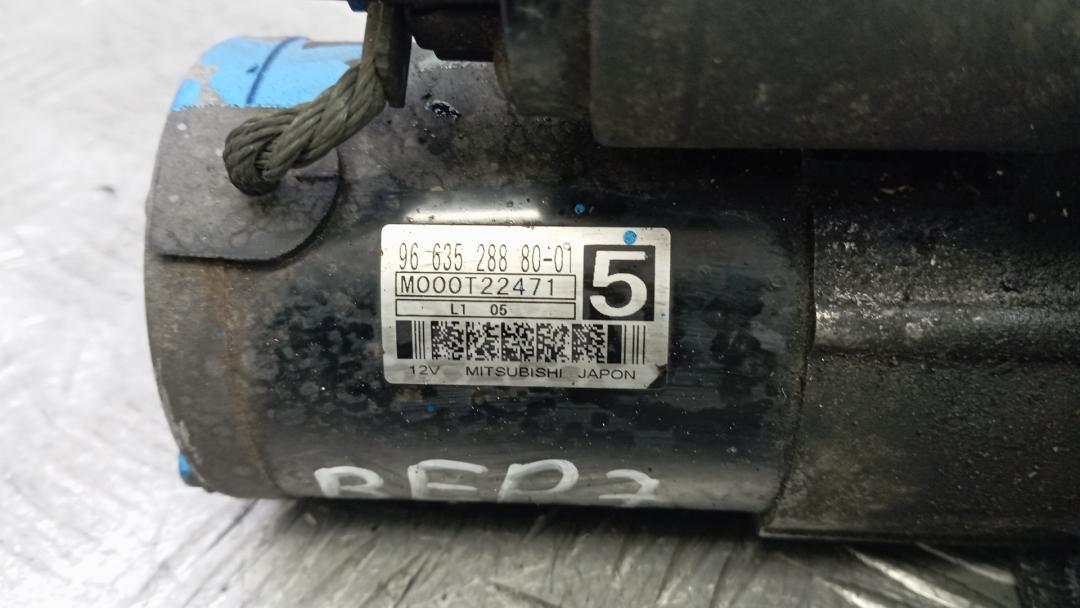 96 635 288 80-01
5
M000T22471
L1 05
12V MITSUBISHI JAPON